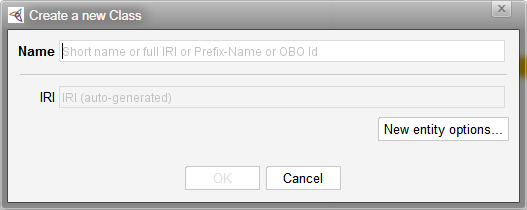 Create a new Class
Name Short name or full IRI or Prefix-Name or OBO Id
IRI IRI (auto-generated)
New entity options...
OK Cancel